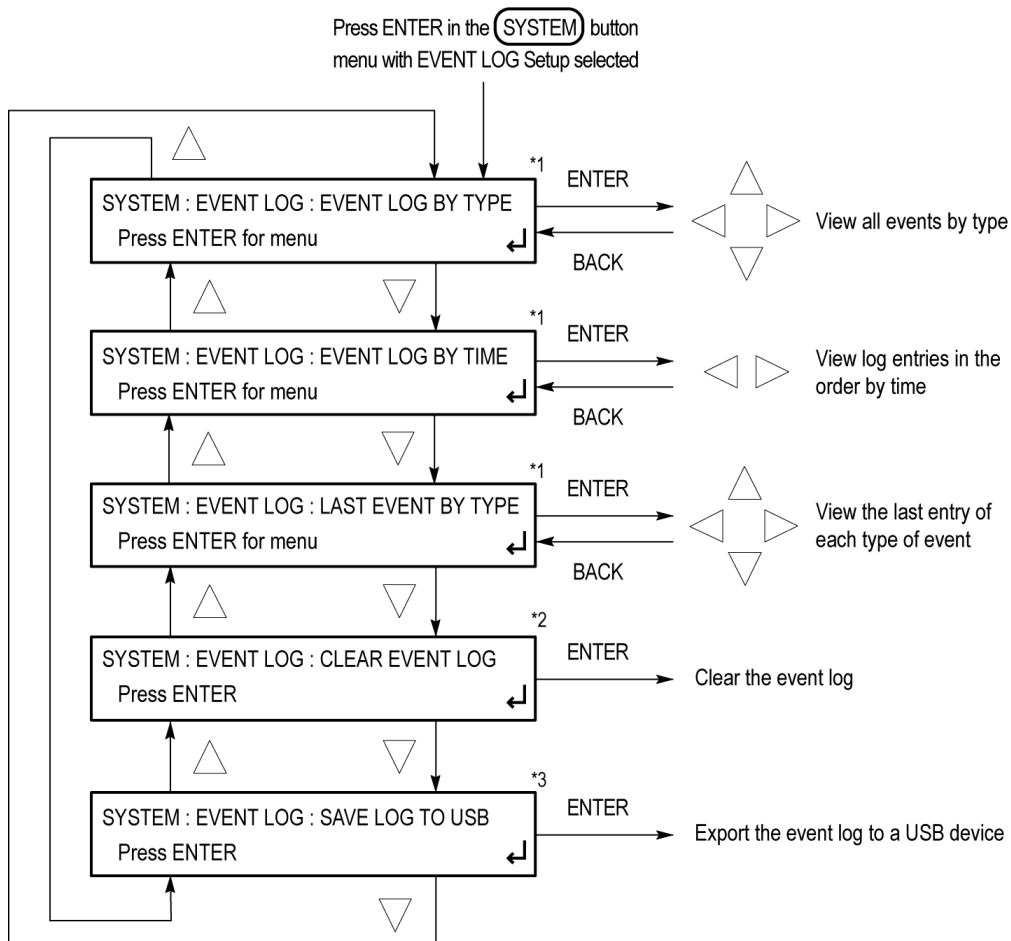 Press ENTER in the SYSTEM button
menu with EVENT LOG Setup selected
*1
SYSTEM : EVENT LOG : EVENT LOG BY TYPE
Press ENTER for menu
ENTER
BACK
View all events by type
*1
SYSTEM : EVENT LOG : EVENT LOG BY TIME
Press ENTER for menu
ENTER
BACK
View log entries in the
order by time
*1
SYSTEM : EVENT LOG : LAST EVENT BY TYPE
Press ENTER for menu
ENTER
BACK
View the last entry of
each type of event
*2
SYSTEM : EVENT LOG : CLEAR EVENT LOG
Press ENTER
ENTER
Clear the event log
*3
SYSTEM : EVENT LOG : SAVE LOG TO USB
Press ENTER
ENTER
Export the event log to a USB device